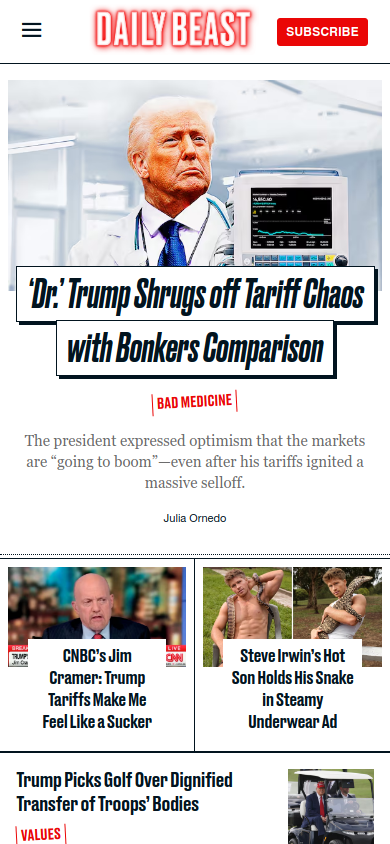 DAILY BEAST
SUBSCRIBE
‘Dr.’ Trump Shrugs off Tariff Chaos
with Bonkers Comparison
BAD MEDICINE
The president expressed optimism that the markets
are “going to boom”—even after his tariffs ignited a
massive selloff.
Julia Ornedo
LIVE
CNN
CNBC’s Jim
Cramer: Trump
Tariffs Make Me
Feel Like a Sucker
Steve Irwin’s Hot
Son Holds His Snake
in Steamy
Underwear Ad
Trump Picks Golf Over Dignified
Transfer of Troops’ Bodies
VALUES